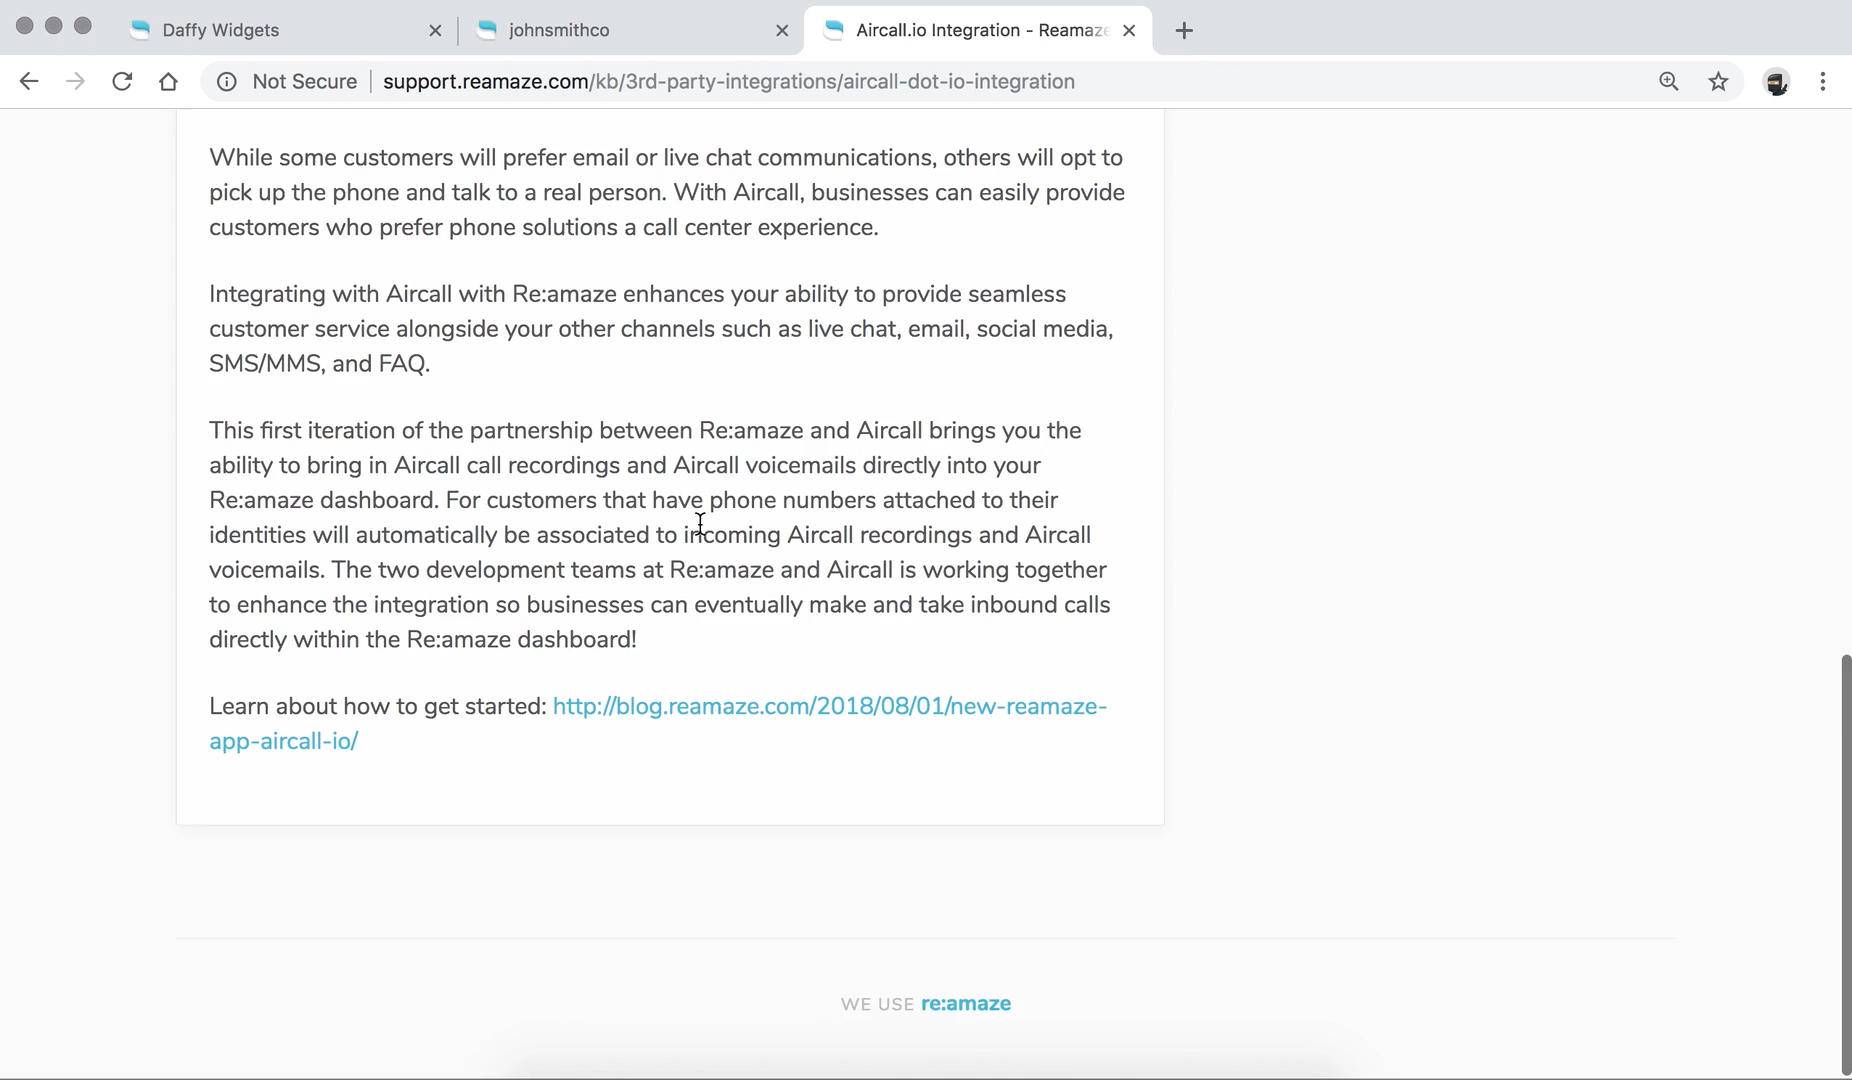 Daffy Widgets
johnsmithco
Aircall.io Integration - Reamaze
Not Secure
support.reamaze.com/kb/3rd-party-integrations/aircall-dot-io-integration
While some customers will prefer email or live chat communications, others will opt to
pick up the phone and talk to a real person. With Aircall, businesses can easily provide
customers who prefer phone solutions a call center experience.
Integrating with Aircall with Re:amaze enhances your ability to provide seamless
customer service alongside your other channels such as live chat, email, social media,
SMS/MMS, and FAQ.
This first iteration of the partnership between Re:amaze and Aircall brings you the
ability to bring in Aircall call recordings and Aircall voicemails directly into your
Re:amaze dashboard. For customers that have phone numbers attached to their
identities will automatically be associated to incoming Aircall recordings and Aircall
voicemails. The two development teams at Re:amaze and Aircall is working together
to enhance the integration so businesses can eventually make and take inbound calls
directly within the Re:amaze dashboard!
Learn about how to get started: http://blog.reamaze.com/2018/08/01/new-reamaze-
app-aircall-io/
WE USE re:amaze